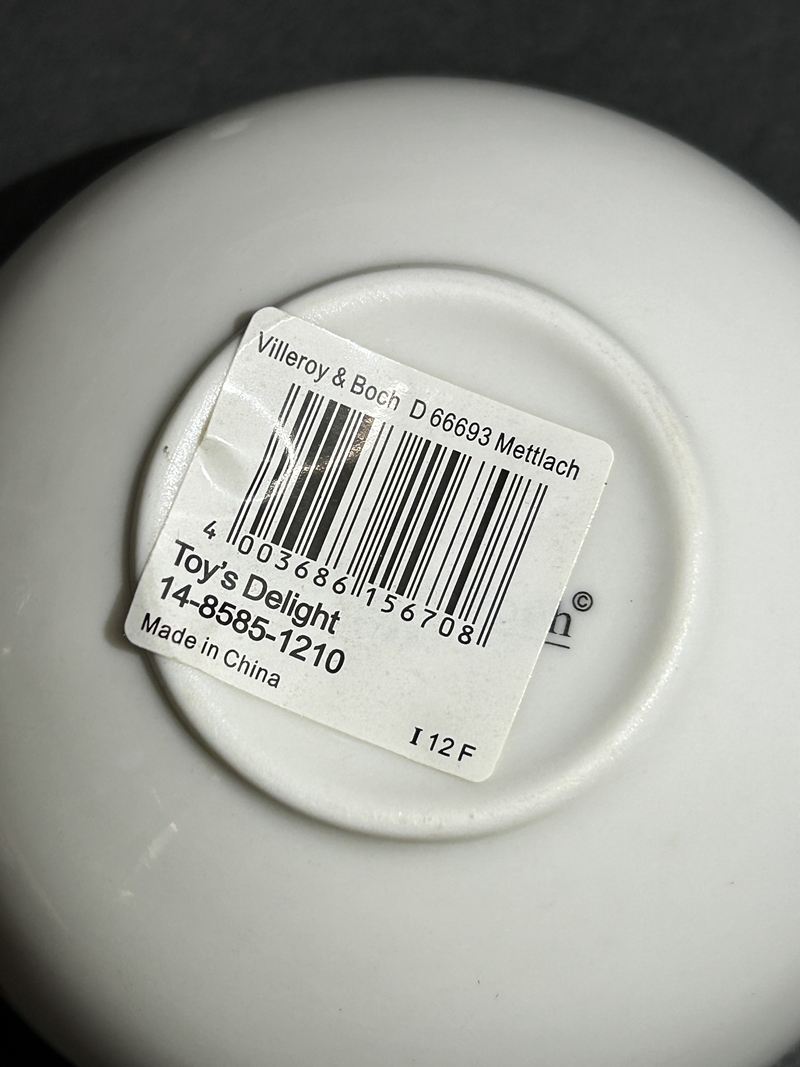 Villeroy & Boch D 66693 Mettlach
4 003686 156708
Toy's Delight
14-8585-1210
Made in China
I 12 F
©